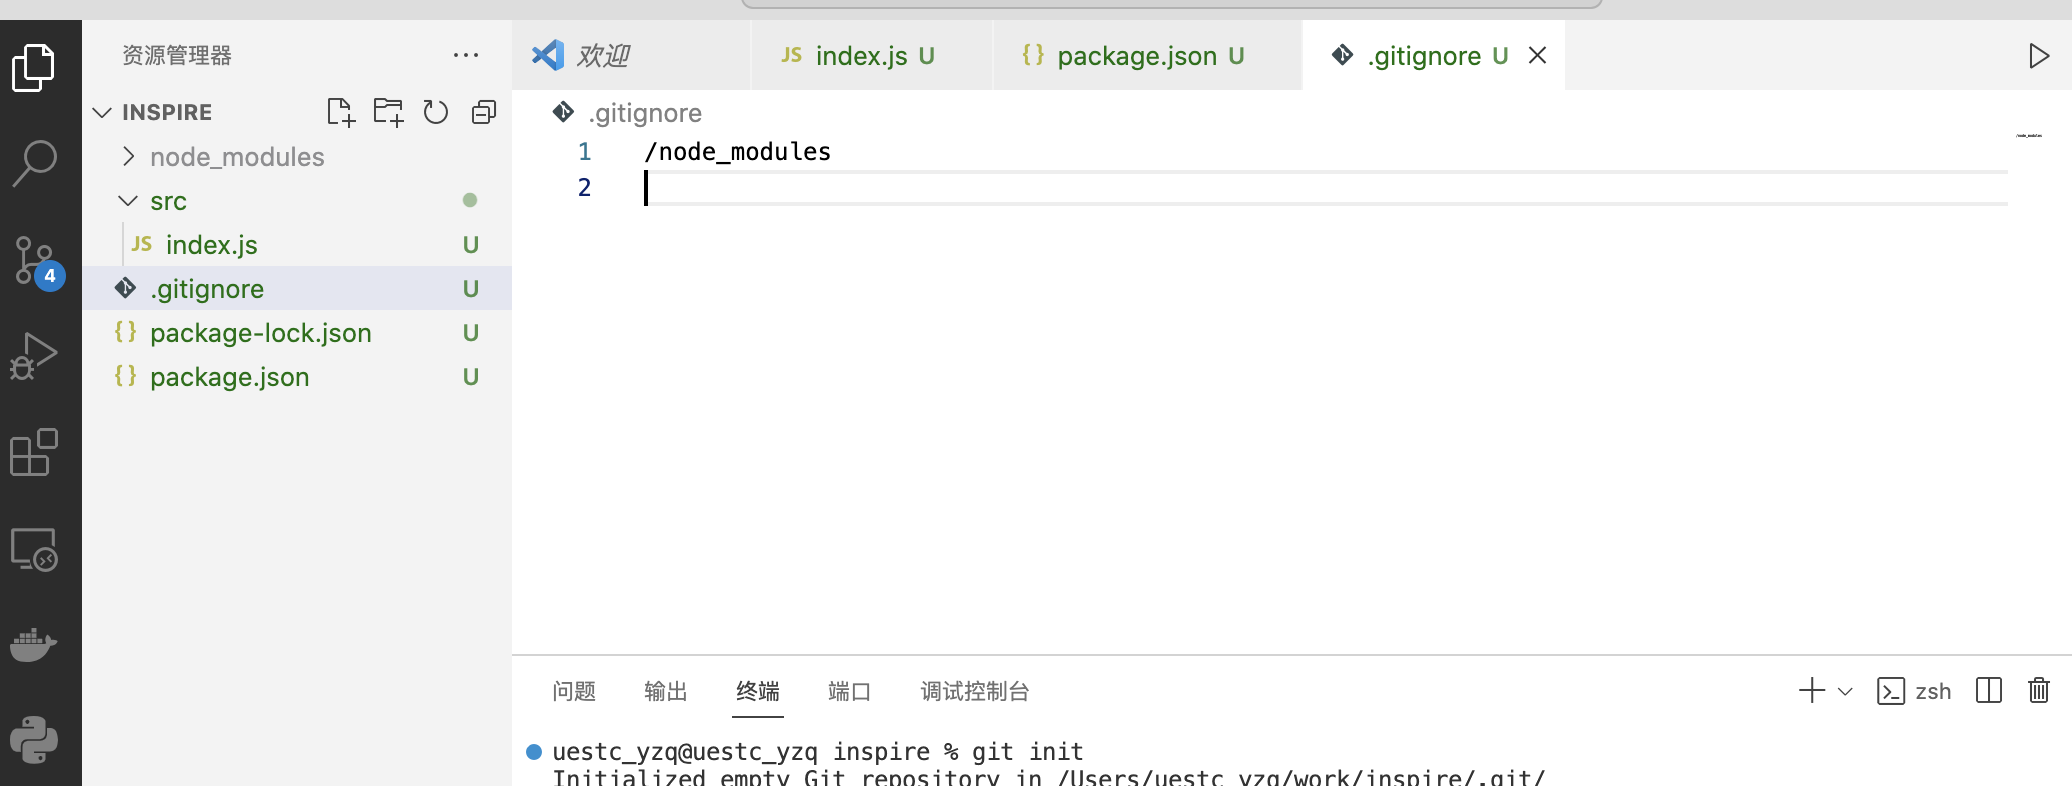 资源管理器
INSPIRE
node_modules
src
JS index.js U
.gitignore U
{} package-lock.json U
{} package.json U
4
欢迎
JS index.js U
{} package.json U
.gitignore U
.gitignore
1 /node_modules
2
问题 输出 终端 端口 调试控制台
zsh
uestc_yzq@uestc_yzq inspire % git init
Initialized empty Git repository in /Users/uestc_yzq/work/inspire/.git/